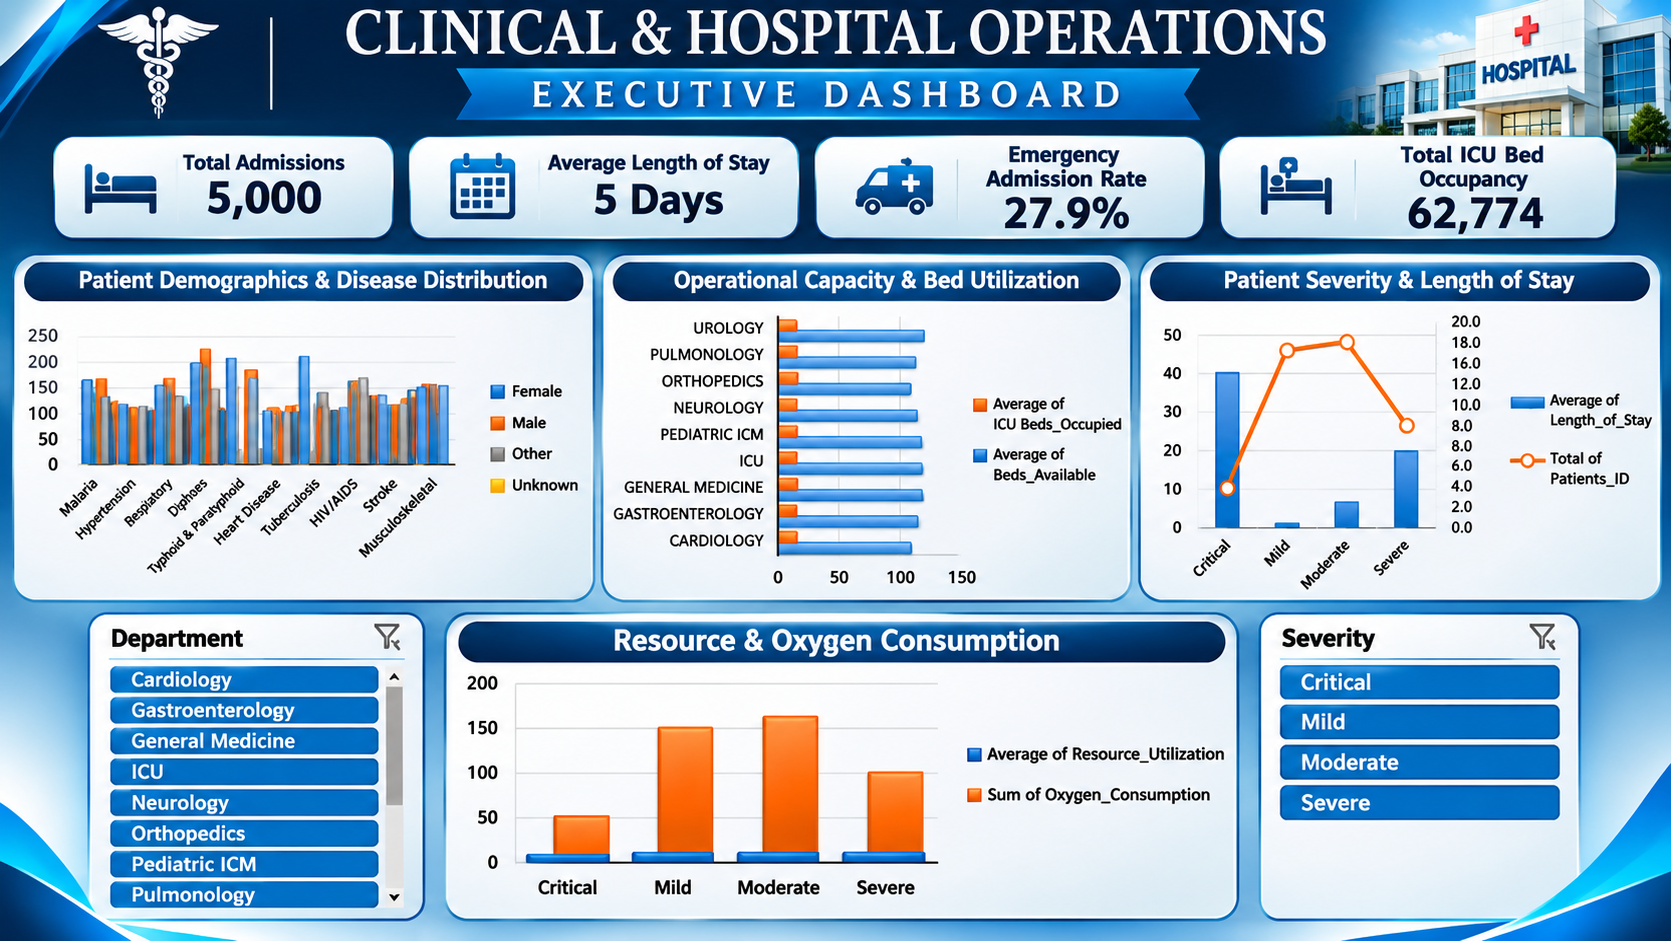 CLINICAL & HOSPITAL OPERATIONS
EXECUTIVE DASHBOARD
HOSPITAL
Total Admissions
5,000
Average Length of Stay
5 Days
Emergency
Admission Rate
27.9%
Total ICU Bed
Occupancy
62,774
Patient Demographics & Disease Distribution
250
200
150
100
50
0
Malaria
Hypertension
Respiatory
Diphoes
Typhoid & Paratyphoid
Heart Disease
Tuberculosis
HIV/AIDS
Stroke
Musculoskeletal
Female
Male
Other
Unknown
Operational Capacity & Bed Utilization
UROLOGY
PULMONOLOGY
ORTHOPEDICS
NEUROLOGY
PEDIATRIC ICM
ICU
GENERAL MEDICINE
GASTROENTEROLOGY
CARDIOLOGY
0 50 100 150
Average of
ICU Beds_Occupied
Average of
Beds_Available
Patient Severity & Length of Stay
50
40
30
20
10
0
20.0
18.0
16.0
12.0
10.0
8.0
8.0
6.0
4.0
2.0
0.0
Critical
Mild
Moderate
Severe
Average of
Length_of_Stay
Total of
Patients_ID
Department
Cardiology
Gastroenterology
General Medicine
ICU
Neurology
Orthopedics
Pediatric ICM
Pulmonology
Resource & Oxygen Consumption
200
150
100
50
0
Critical Mild Moderate Severe
Average of Resource_Utilization
Sum of Oxygen_Consumption
Severity
Critical
Mild
Moderate
Severe